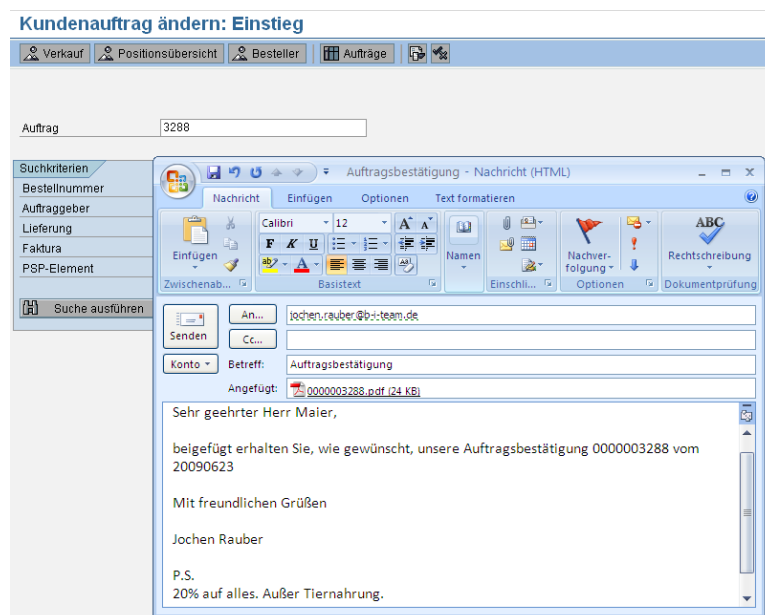 Kundenauftrag ändern: Einstieg
Verkauf Positionsübersicht Besteller Aufträge
Auftrag 3288
Suchkriterien
Bestellnummer
Auftraggeber
Lieferung
Faktura
PSP-Element
Suche ausführen
Auftragsbestätigung - Nachricht (HTML)
Nachricht Einfügen Optionen Text formatieren
Calibri 12 A A ABC
Einfügen F K U Namen Nachver-
folgung Rechtschreibung
ab A Aa
Zwischenab... Basistext Einschli... Optionen Dokumentprüfung
An... jochen.rauber@b-i-team.de
Senden Cc...
Konto Betreff: Auftragsbestätigung
Angefügt: 0000003288.pdf (24 KB)
Sehr geehrter Herr Maier,
beigefügt erhalten Sie, wie gewünscht, unsere Auftragsbestätigung 0000003288 vom
20090623
Mit freundlichen Grüßen
Jochen Rauber
P.S.
20% auf alles. Außer Tiernahrung.